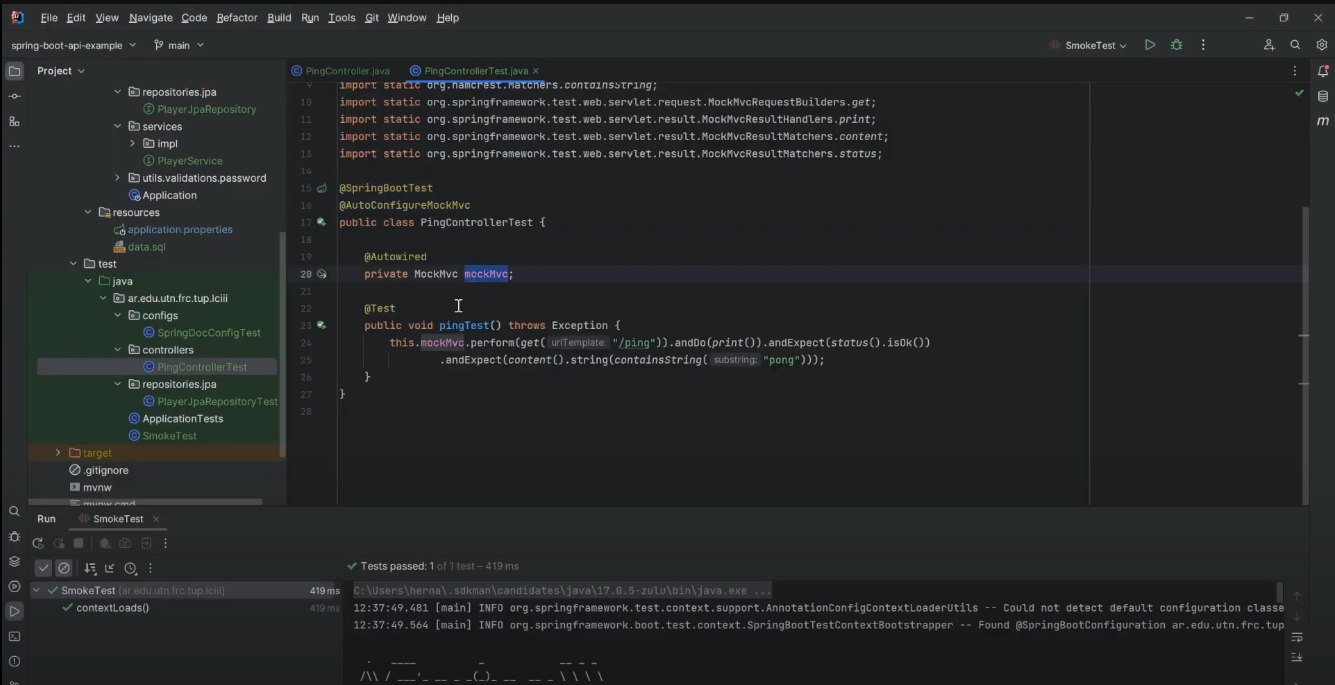 File Edit View Navigate Code Refactor Build Run Tools Git Window Help
spring-boot-api-example main SmokeTest
Project
PingController.java PingControllerTest.java
repositories.jpa
PlayerJpaRepository
services
impl
PlayerService
utils.validations.password
Application
resources
application.properties
data.sql
test
java
ar.edu.utn.frc.tup.lciii
configs
SpringDocConfigTest
controllers
PingControllerTest
repositories.jpa
PlayerJpaRepositoryTest
ApplicationTests
SmokeTest
target
.gitignore
mvnw
mvnw.cmd
9 import static org.hamcrest.Matchers.containsString;
10 import static org.springframework.test.web.servlet.request.MockMvcRequestBuilders.get;
11 import static org.springframework.test.web.servlet.result.MockMvcResultHandlers.print;
12 import static org.springframework.test.web.servlet.result.MockMvcResultMatchers.content;
13 import static org.springframework.test.web.servlet.result.MockMvcResultMatchers.status;
14
15 @SpringBootTest
16 @AutoConfigureMockMvc
17 public class PingControllerTest {
18
19 @Autowired
20 private MockMvc mockMvc;
21
22 @Test
23 public void pingTest() throws Exception {
24 this.mockMvc.perform(get( uriTemplate: "/ping")).andDo(print()).andExpect(status().isOk())
25 .andExpect(content().string(containsString( substring: "pong")));
26 }
27 }
28
m
Run SmokeTest
Tests passed: 1 of 1 test – 419 ms
SmokeTest (ar.edu.utn.frc.tup.lciii) 419 ms
contextLoads() 419 ms
C:\Users\herna\.sdkman\candidates\java\17.0.5-zulu\bin\java.exe ...
12:37:49.481 [main] INFO org.springframework.test.context.support.AnnotationConfigContextLoaderUtils -- Could not detect default configuration classe
12:37:49.564 [main] INFO org.springframework.boot.test.context.SpringBootTestContextBootstrapper -- Found @SpringBootConfiguration ar.edu.utn.frc.tup